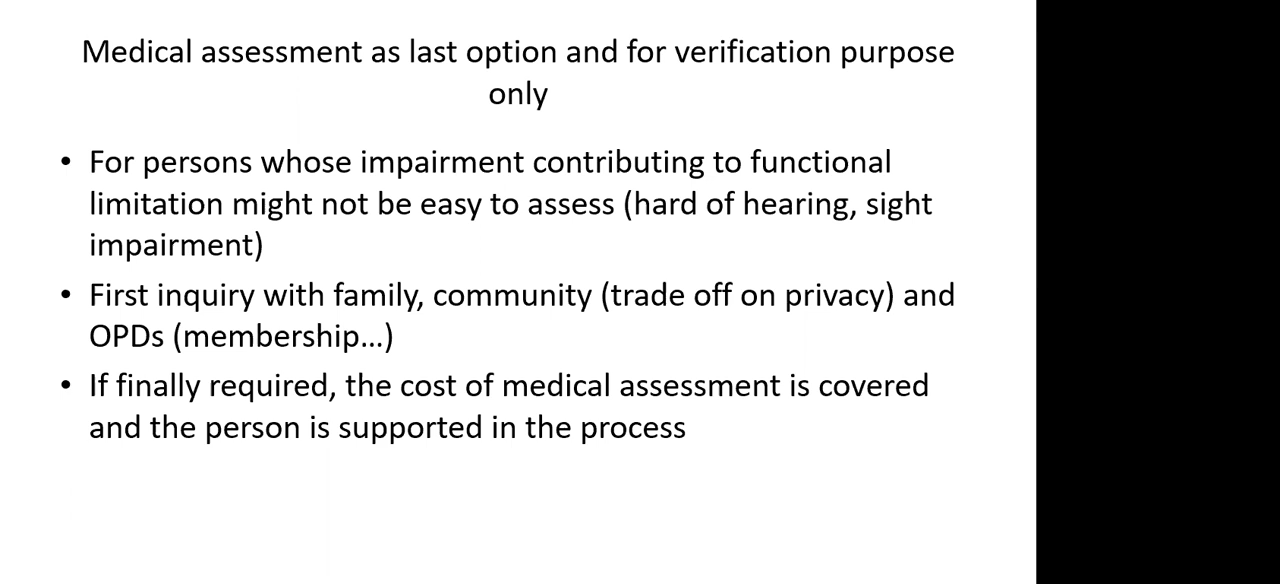 Medical assessment as last option and for verification purpose
only
• For persons whose impairment contributing to functional
limitation might not be easy to assess (hard of hearing, sight
impairment)
• First inquiry with family, community (trade off on privacy) and
OPDs (membership...)
• If finally required, the cost of medical assessment is covered
and the person is supported in the process